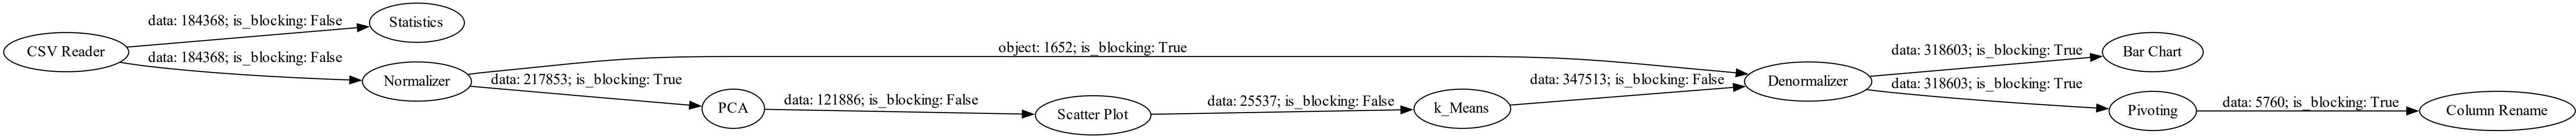 CSV Reader
data: 184368; is_blocking: False
Statistics
data: 184368; is_blocking: False
Normalizer
object: 1652; is_blocking: True
data: 217853; is_blocking: True
PCA
data: 121886; is_blocking: False
Scatter Plot
data: 25537; is_blocking: False
k_Means
data: 347513; is_blocking: False
Denormalizer
data: 318603; is_blocking: True
Bar Chart
data: 318603; is_blocking: True
Pivoting
data: 5760; is_blocking: True
Column Rename